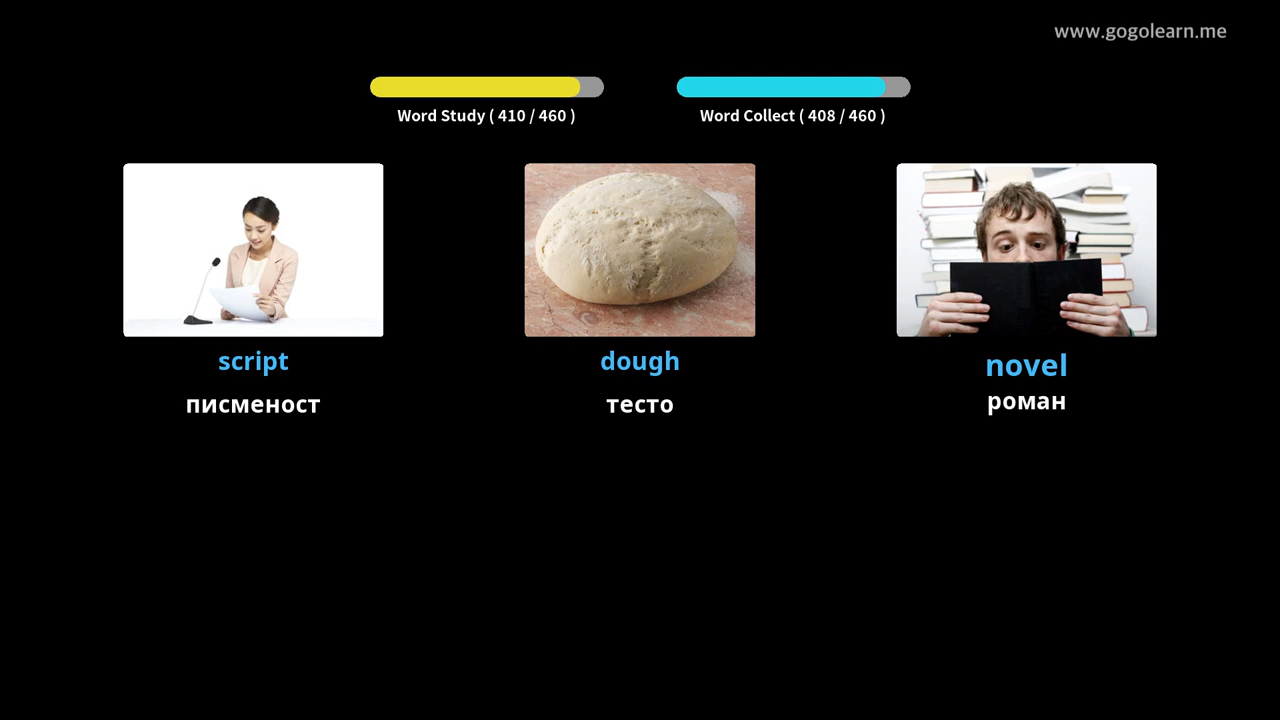 www.gogolearn.me
Word Study ( 410 / 460 )
Word Collect ( 408 / 460 )
script
dough
novel
писменост
тесто
роман